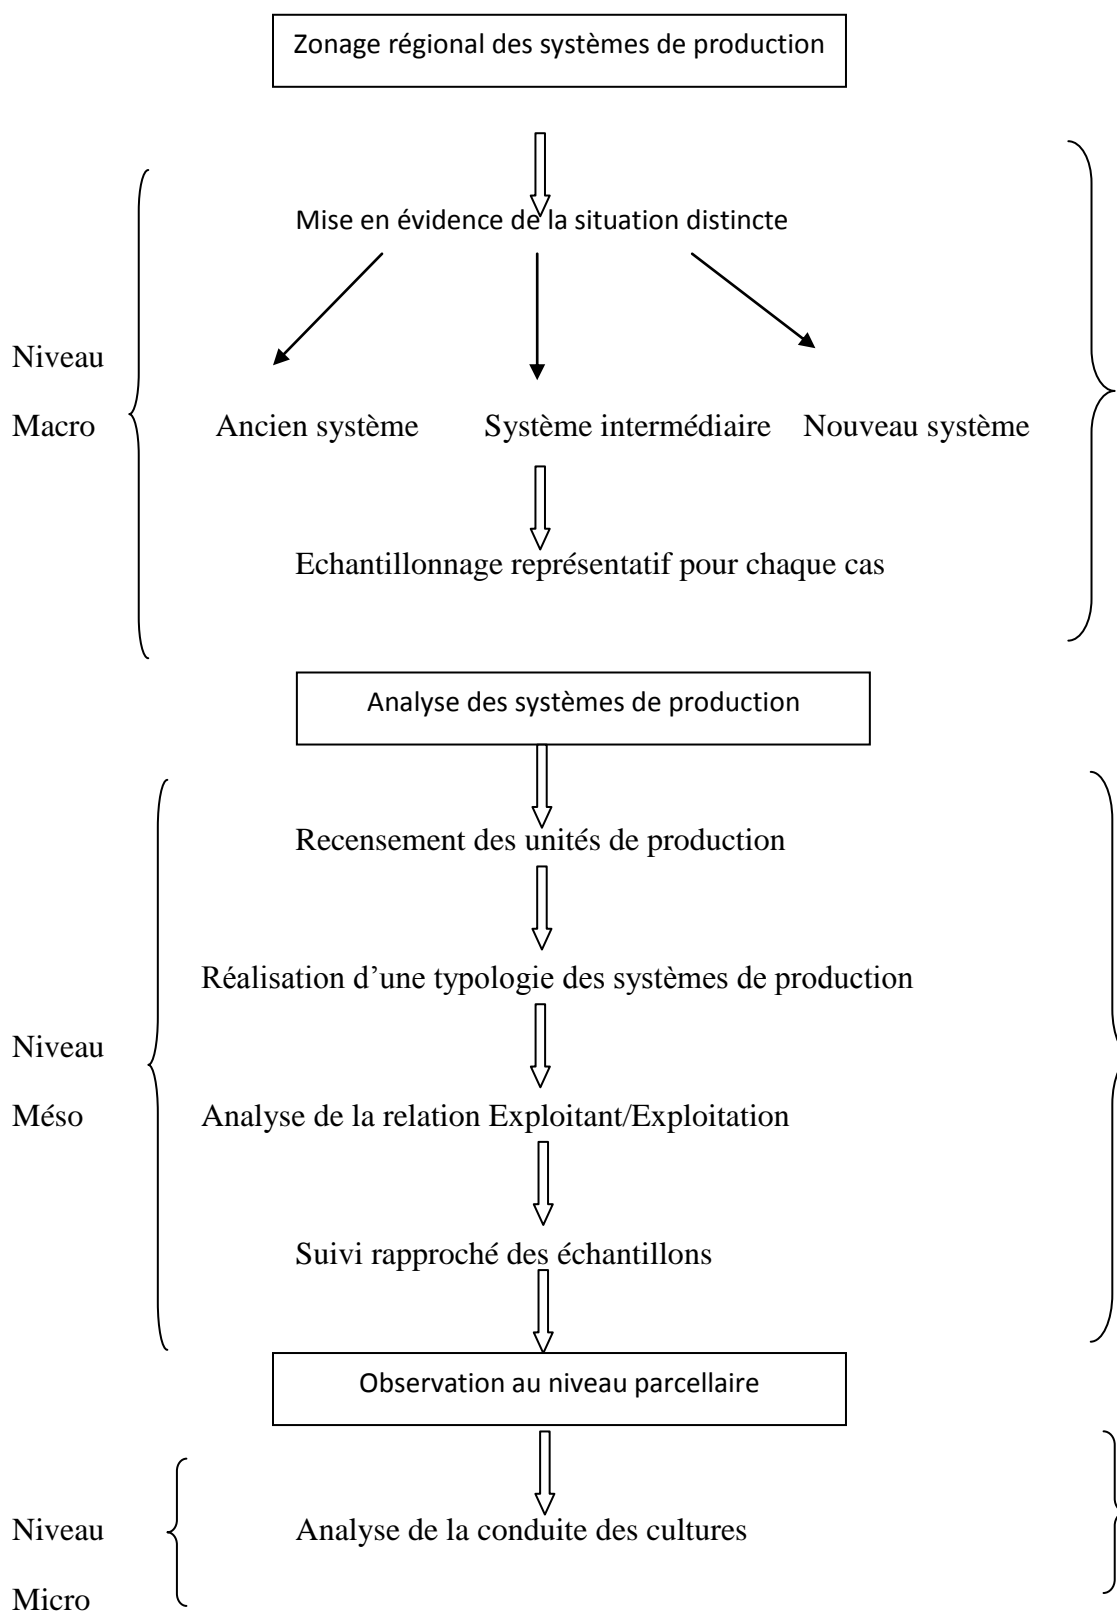 Zonage régional des systèmes de production
Mise en évidence de la situation distincte
Niveau
Macro
Ancien système
Système intermédiaire
Nouveau système
Echantillonnage représentatif pour chaque cas
Analyse des systèmes de production
Recensement des unités de production
Réalisation d’une typologie des systèmes de production
Niveau
Méso
Analyse de la relation Exploitant/Exploitation
Suivi rapproché des échantillons
Observation au niveau parcellaire
Niveau
Micro
Analyse de la conduite des cultures